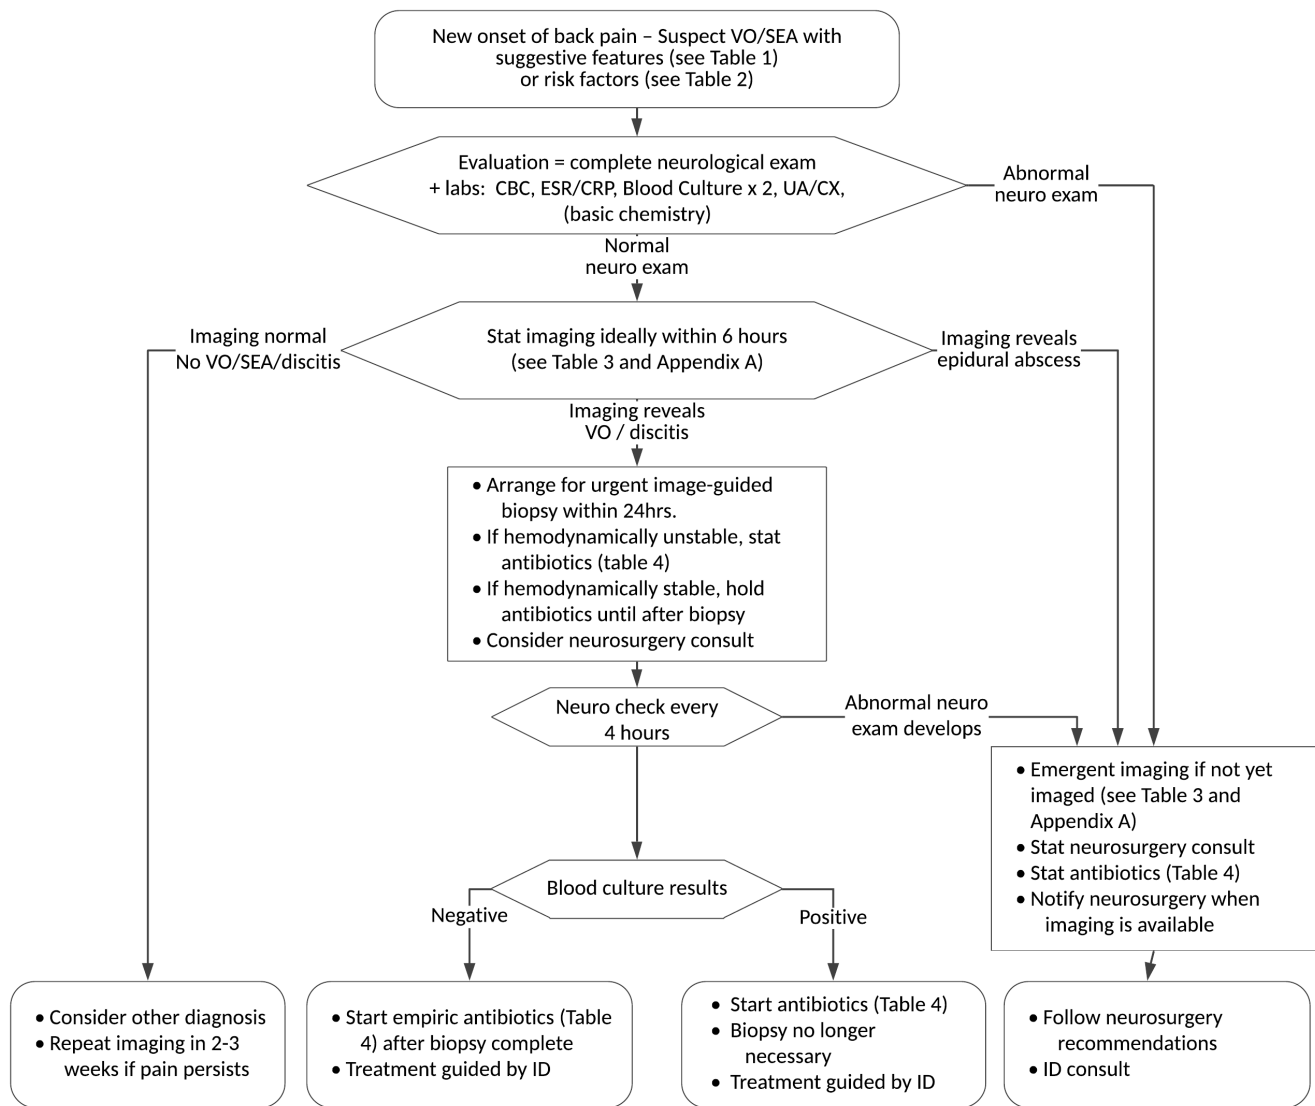 New onset of back pain – Suspect VO/SEA with
suggestive features (see Table 1)
or risk factors (see Table 2)
Evaluation = complete neurological exam
+ labs:  CBC, ESR/CRP, Blood Culture x 2, UA/CX,
(basic chemistry)
Abnormal
neuro exam
Normal
neuro exam
Stat imaging ideally within 6 hours
(see Table 3 and Appendix A)
Imaging normal
No VO/SEA/discitis
Imaging reveals
epidural abscess
Imaging reveals
VO / discitis
• Arrange for urgent image-guided
biopsy within 24hrs.
• If hemodynamically unstable, stat
antibiotics (table 4)
• If hemodynamically stable, hold
antibiotics until after biopsy
• Consider neurosurgery consult
Neuro check every
4 hours
Abnormal neuro
exam develops
• Emergent imaging if not yet
imaged (see Table 3 and
Appendix A)
• Stat neurosurgery consult
• Stat antibiotics (Table 4)
• Notify neurosurgery when
imaging is available
Blood culture results
Negative
Positive
• Consider other diagnosis
• Repeat imaging in 2-3
weeks if pain persists
• Start empiric antibiotics (Table
4) after biopsy complete
• Treatment guided by ID
• Start antibiotics (Table 4)
• Biopsy no longer
necessary
• Treatment guided by ID
• Follow neurosurgery
recommendations
• ID consult